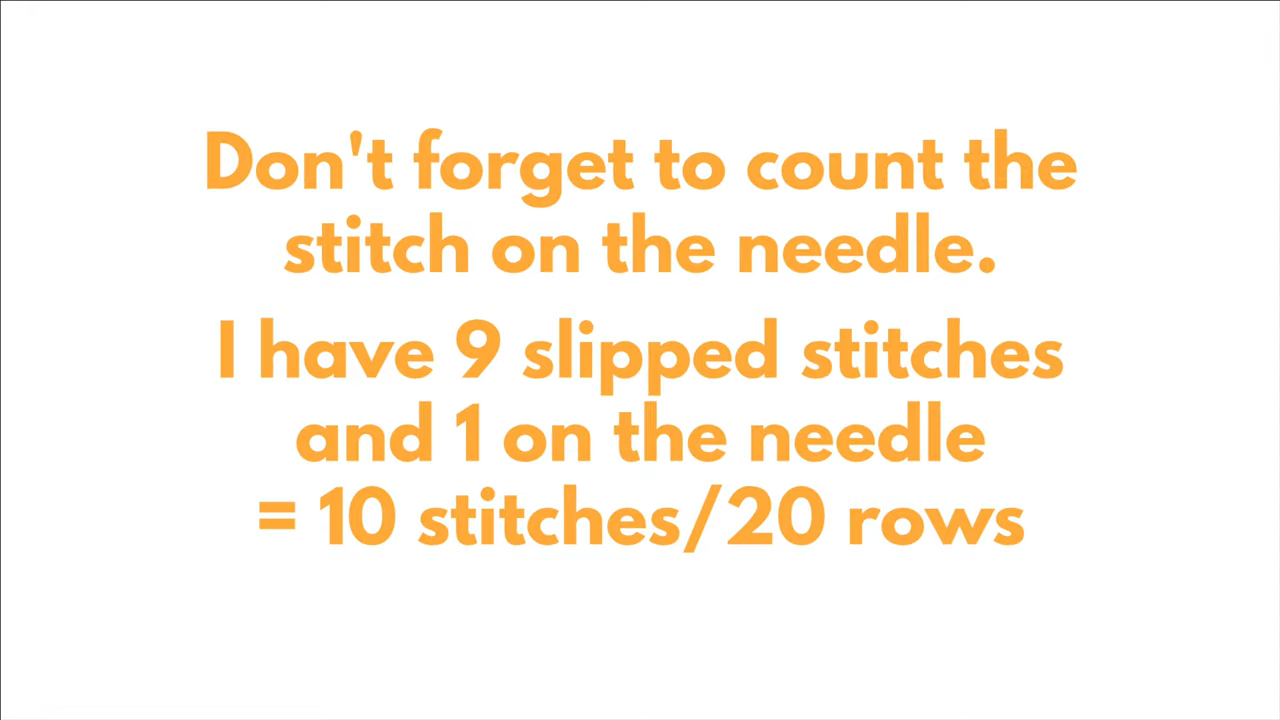 Don't forget to count the
stitch on the needle.
I have 9 slipped stitches
and 1 on the needle
= 10 stitches/20 rows